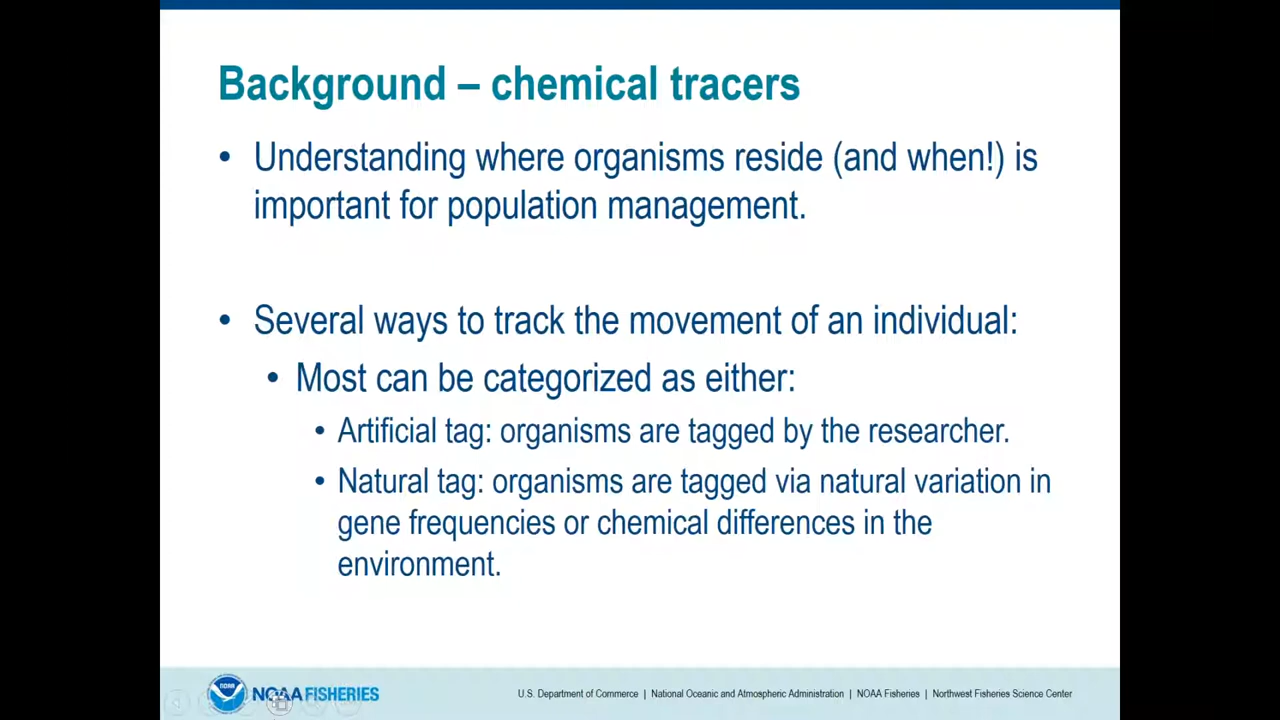 Background – chemical tracers
• Understanding where organisms reside (and when!) is
important for population management.
• Several ways to track the movement of an individual:
• Most can be categorized as either:
• Artificial tag: organisms are tagged by the researcher.
• Natural tag: organisms are tagged via natural variation in
gene frequencies or chemical differences in the
environment.
NOAA
NOAA FISHERIES
U.S. Department of Commerce | National Oceanic and Atmospheric Administration | NOAA Fisheries | Northwest Fisheries Science Center